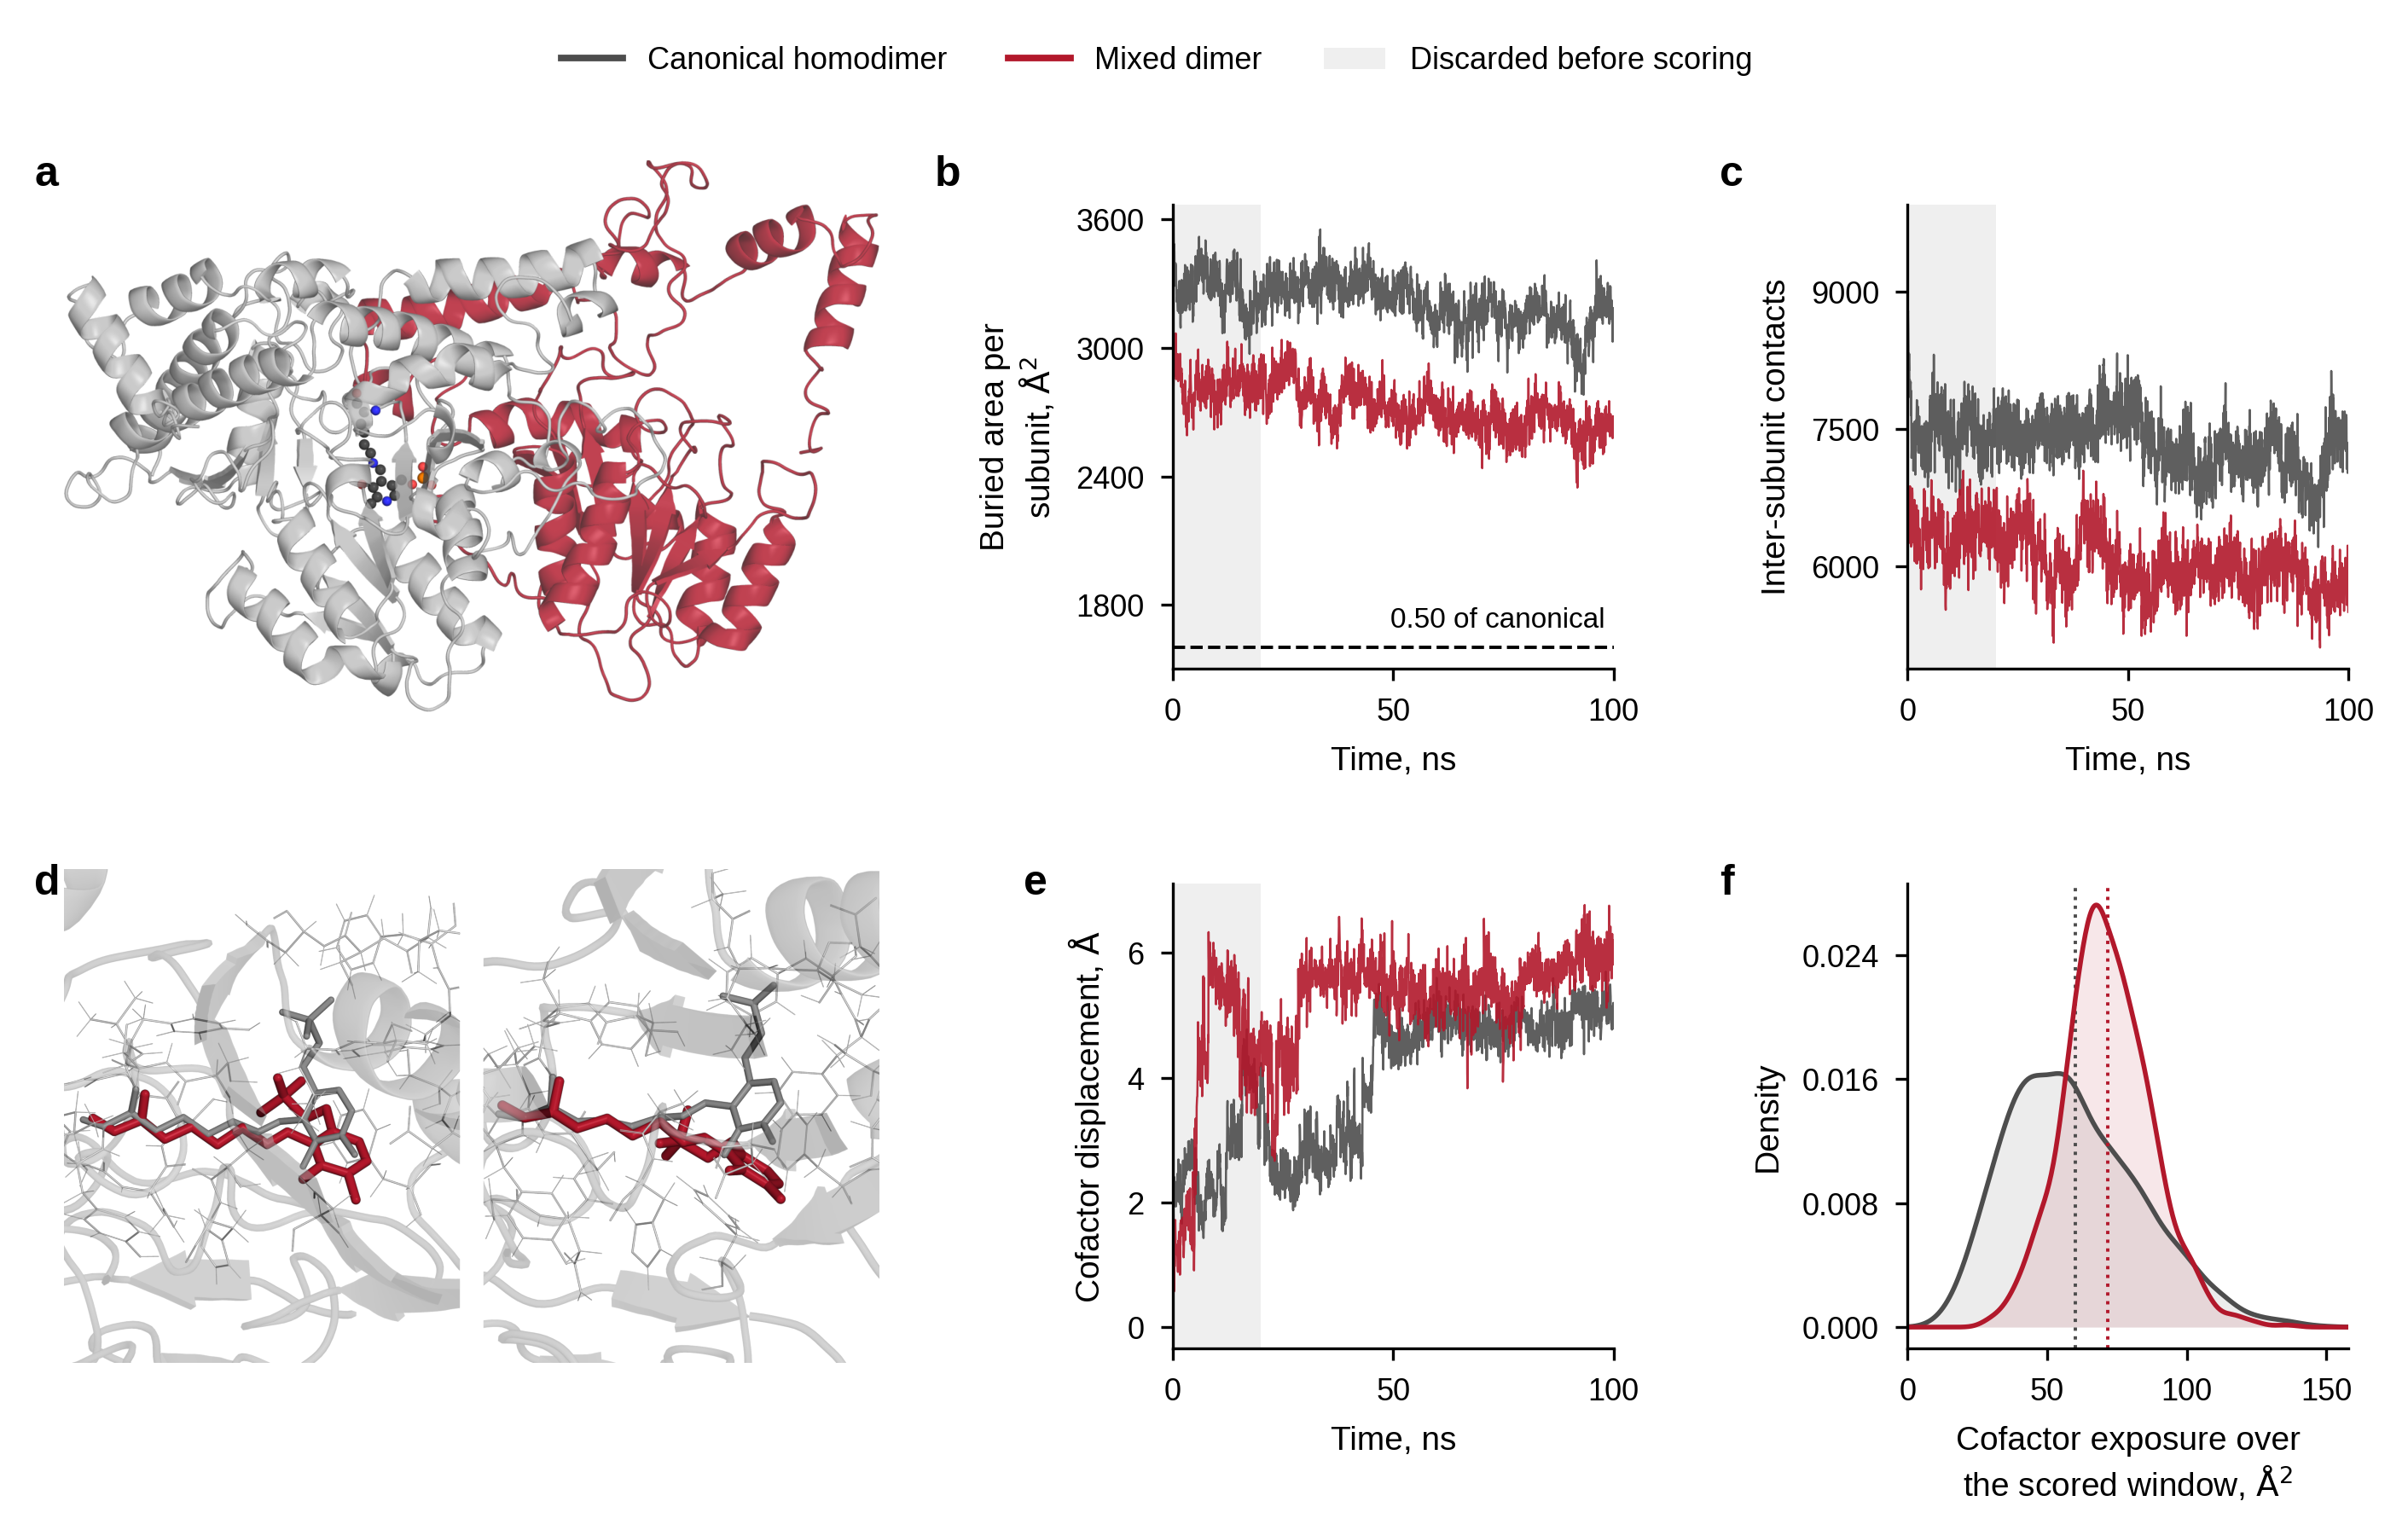 Canonical homodimer
Mixed dimer
Discarded before scoring
a
b
Buried area per
subunit, Å²
3600
3000
2400
1800
0.50 of canonical
0
50
100
Time, ns
c
Inter-subunit contacts
9000
7500
6000
0
50
100
Time, ns
d
e
Cofactor displacement, Å
6
4
2
0
0
50
100
Time, ns
f
Density
0.024
0.016
0.008
0.000
0
50
100
150
Cofactor exposure over
the scored window, Å²